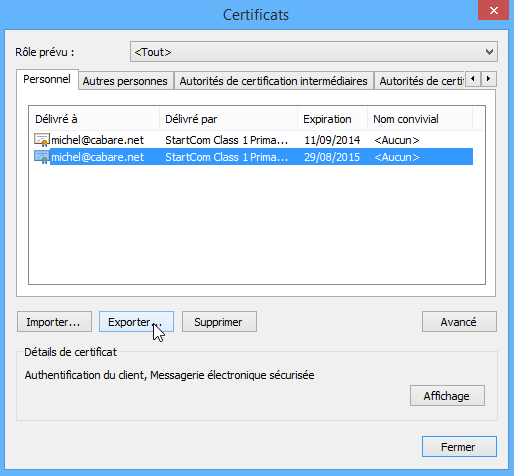 Certificats
Rôle prévu :
<Tout>
Personnel Autres personnes Autorités de certification intermédiaires Autorités de certi
Délivré à Délivré par Expiration Nom convivial
michel@cabare.net StartCom Class 1 Prima... 11/09/2014 <Aucun>
michel@cabare.net StartCom Class 1 Prima... 29/08/2015 <Aucun>
Importer... Exporter... Supprimer Avancé
Détails de certificat
Authentification du client, Messagerie électronique sécurisée
Affichage
Fermer